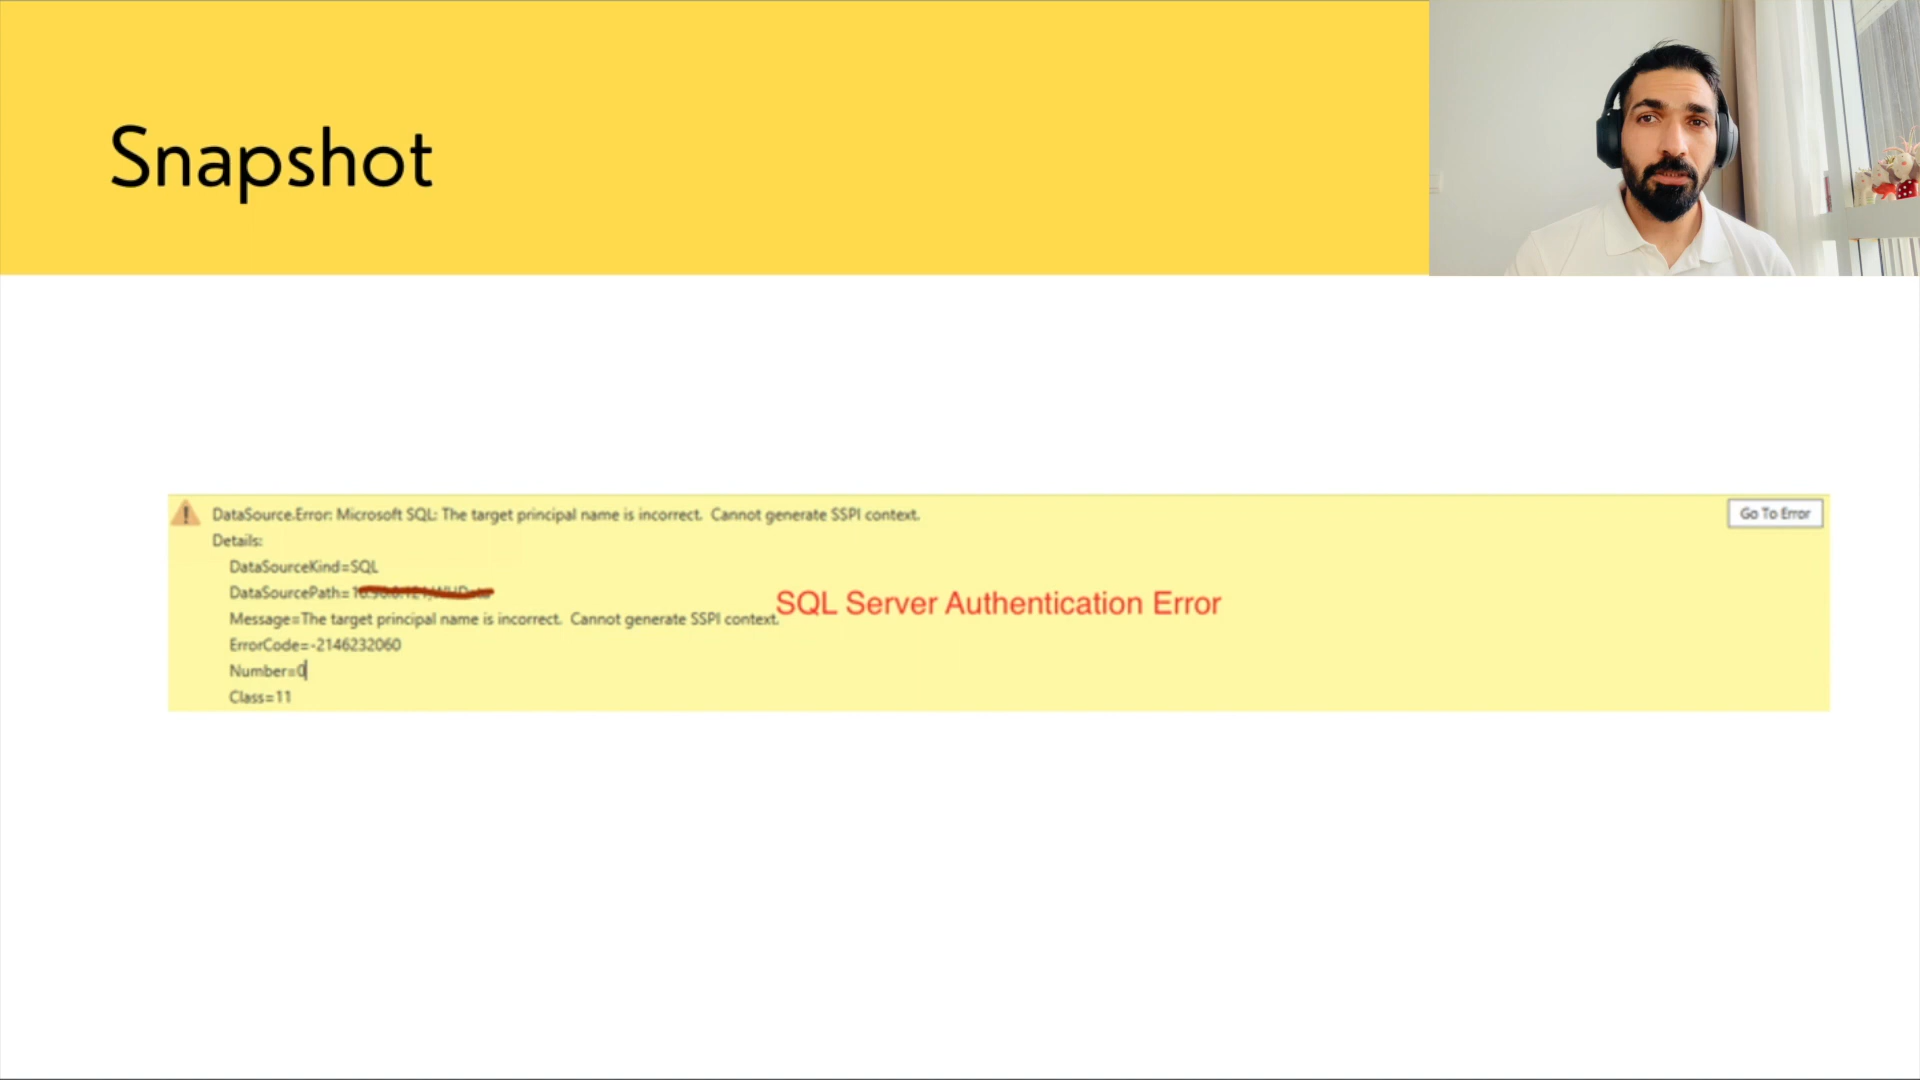 Snapshot
DataSource.Error: Microsoft SQL: The target principal name is incorrect.  Cannot generate SSPI context.
Go To Error
Details:
DataSourceKind=SQL
DataSourcePath=
SQL Server Authentication Error
Message=The target principal name is incorrect.  Cannot generate SSPI context.
ErrorCode=-2146232060
Number=0
Class=11